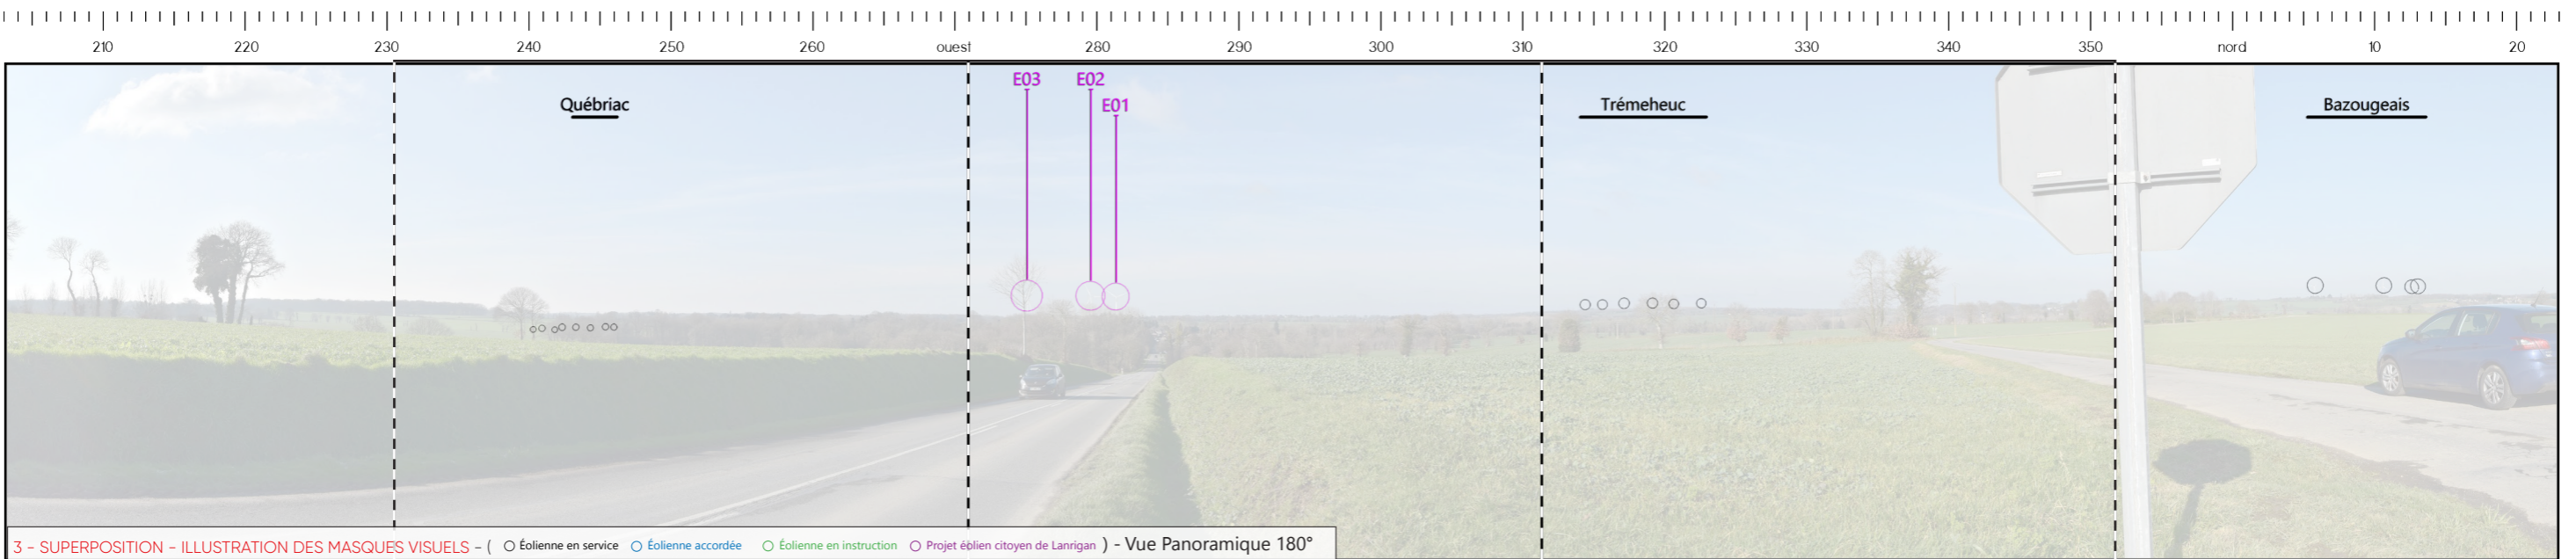 210 220 230 240 250 260 ouest 280 290 300 310 320 330 340 350 nord 10 20
E03 E02
Québriac E01 Trémeheuc Bazougeais
3 - SUPERPOSITION - ILLUSTRATION DES MASQUES VISUELS - ( Éolienne en service Éolienne accordée Éolienne en instruction Projet éolien citoyen de Lanrigan ) - Vue Panoramique 180°